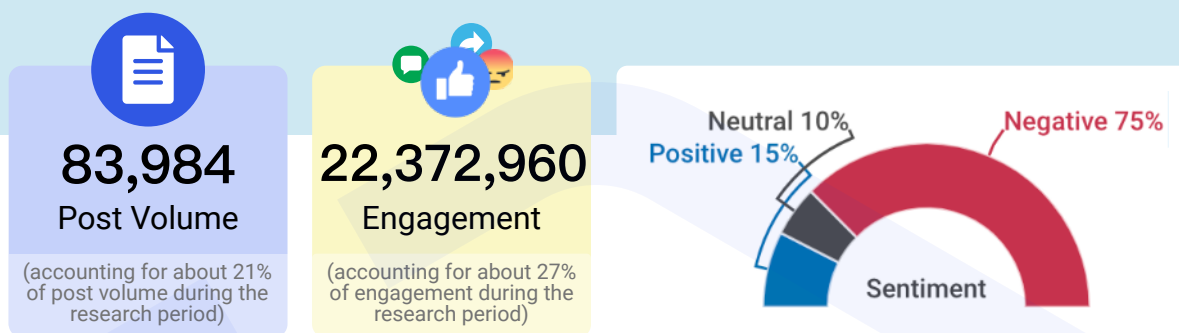 83,984
Post Volume
(accounting for about 21%
of post volume during the
research period)
22,372,960
Engagement
(accounting for about 27%
of engagement during the
research period)
Neutral 10%
Positive 15%
Negative 75%
Sentiment